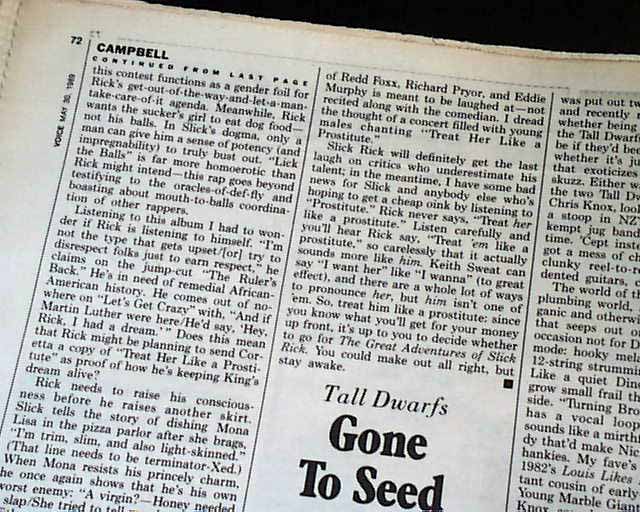 72
CAMPBELL
CONTINUED FROM LAST PAGE
VOICE MAY 30, 1989
this contest functions as a gender foil for
Rick's get-out-of-the-way-and-let-a-man-
take-care-of-it agenda. Meanwhile, Rick
wants the sucker's girl to eat dog food—
not his balls. In Slick's dogma, only a
man can give him a sense of potency (and
impregnability) to truly bust out. "Lick
the Balls" is far more humoerotic than
Rick might intend—this rap goes beyond
testifying to the oracles-of-def-fly and
boasting about mouth-to-balls coordina-
tion of other rappers.
Listening to this album I had to won-
der if Rick is listening to himself. "I'm
not the type that gets upset/[or] try to
disrespect folks just to earn respect," he
claims on the jump-cut "The Ruler's
Back." He's in need of remedial African-
American history. He comes out of no-
where on "Let's Get Crazy" with, "And if
Martin Luther were here/He'd say, 'Hey,
Rick, I had a dream.' " Does this mean
that Rick might be planning to send Cor-
etta a copy of "Treat Her Like a Prosti-
tute" as proof of how he's keeping King's
dream alive?
Rick needs to raise his conscious-
ness before he raises another skirt.
Slick tells the story of dishing Mona
Lisa in the pizza parlor after she brags,
"I'm trim, slim, and also light-skinned."
(That line needs to be terminator-Xed.)
When Mona resists his princely charm,
he once again shows that he's his own
worst enemy: "A virgin?—Honey needed
slap/She tried to tell
of Redd Foxx, Richard Pryor, and Eddie
Murphy is meant to be laughed at—not
recited along with the comedian. I dread
the thought of a concert filled with young
males chanting "Treat Her Like a
Prostitute."
Slick Rick will definitely get the last
laugh on critics who underestimate his
talent; in the meantime, I have some bad
news for Slick and anybody else who's
hoping to get a cheap oink by listening to
"Prostitute." Rick never says, "Treat her
like a prostitute." Listen carefully and
you'll hear Rick say, "Treat 'em like a
prostitute," so carelessly that it actually
sounds more like him. Keith Sweat can
say "I want her" like "I wanna" (to great
effect), and there are a whole lot of ways
to pronounce her, but him isn't one of
'em. So, treat him like a prostitute: since
you know what you'll get for your money
up front, it's up to you to decide whether
to go for The Great Adventures of Slick
Rick. You could make out all right, but
stay awake.
Tall Dwarfs
Gone
To Seed
was put out
and recently
whether bein
the Tall Dwarf
be if they'd bee
whether it's
that exoticizes
skuzz. Either w
the two Tall Dw
Chris Knox, look
a stoop in NZ
kempt jug band
time. 'Cept inst
got a mess of ch
clunky reel-to-r
dented guitars, c
The world of t
plumbing world
ganic and otherwi
that seeps out
occasion not for D
mode: hooky mel
12-string strummi
Like a quiet Din
grow small frail th
side. "Turning Br
has a vocal loop
sounds like a mirth
dy that'd make Ni
hankies. My fave's
1982's Louis Likes
tant cousin of early
Young Marble Gian
Knox